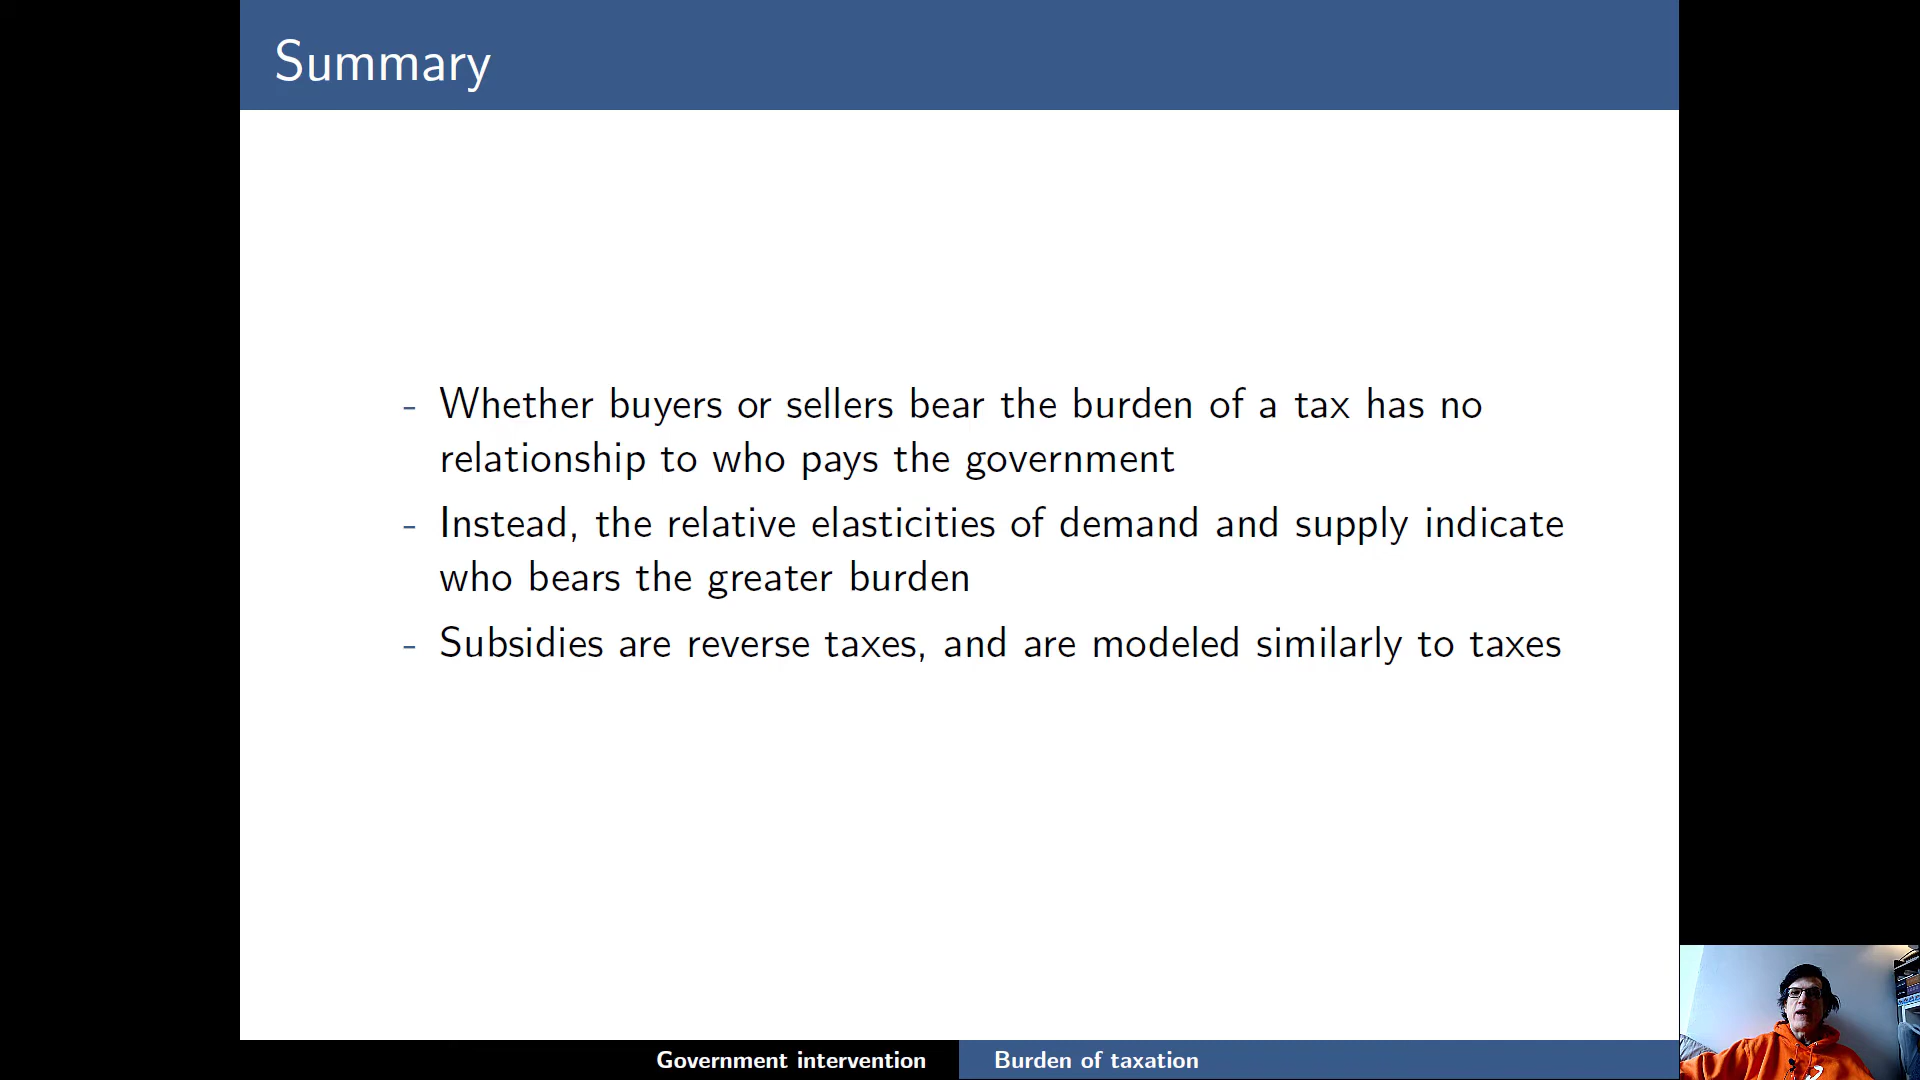 Summary
- Whether buyers or sellers bear the burden of a tax has no
relationship to who pays the government
- Instead, the relative elasticities of demand and supply indicate
who bears the greater burden
- Subsidies are reverse taxes, and are modeled similarly to taxes
Government intervention
Burden of taxation